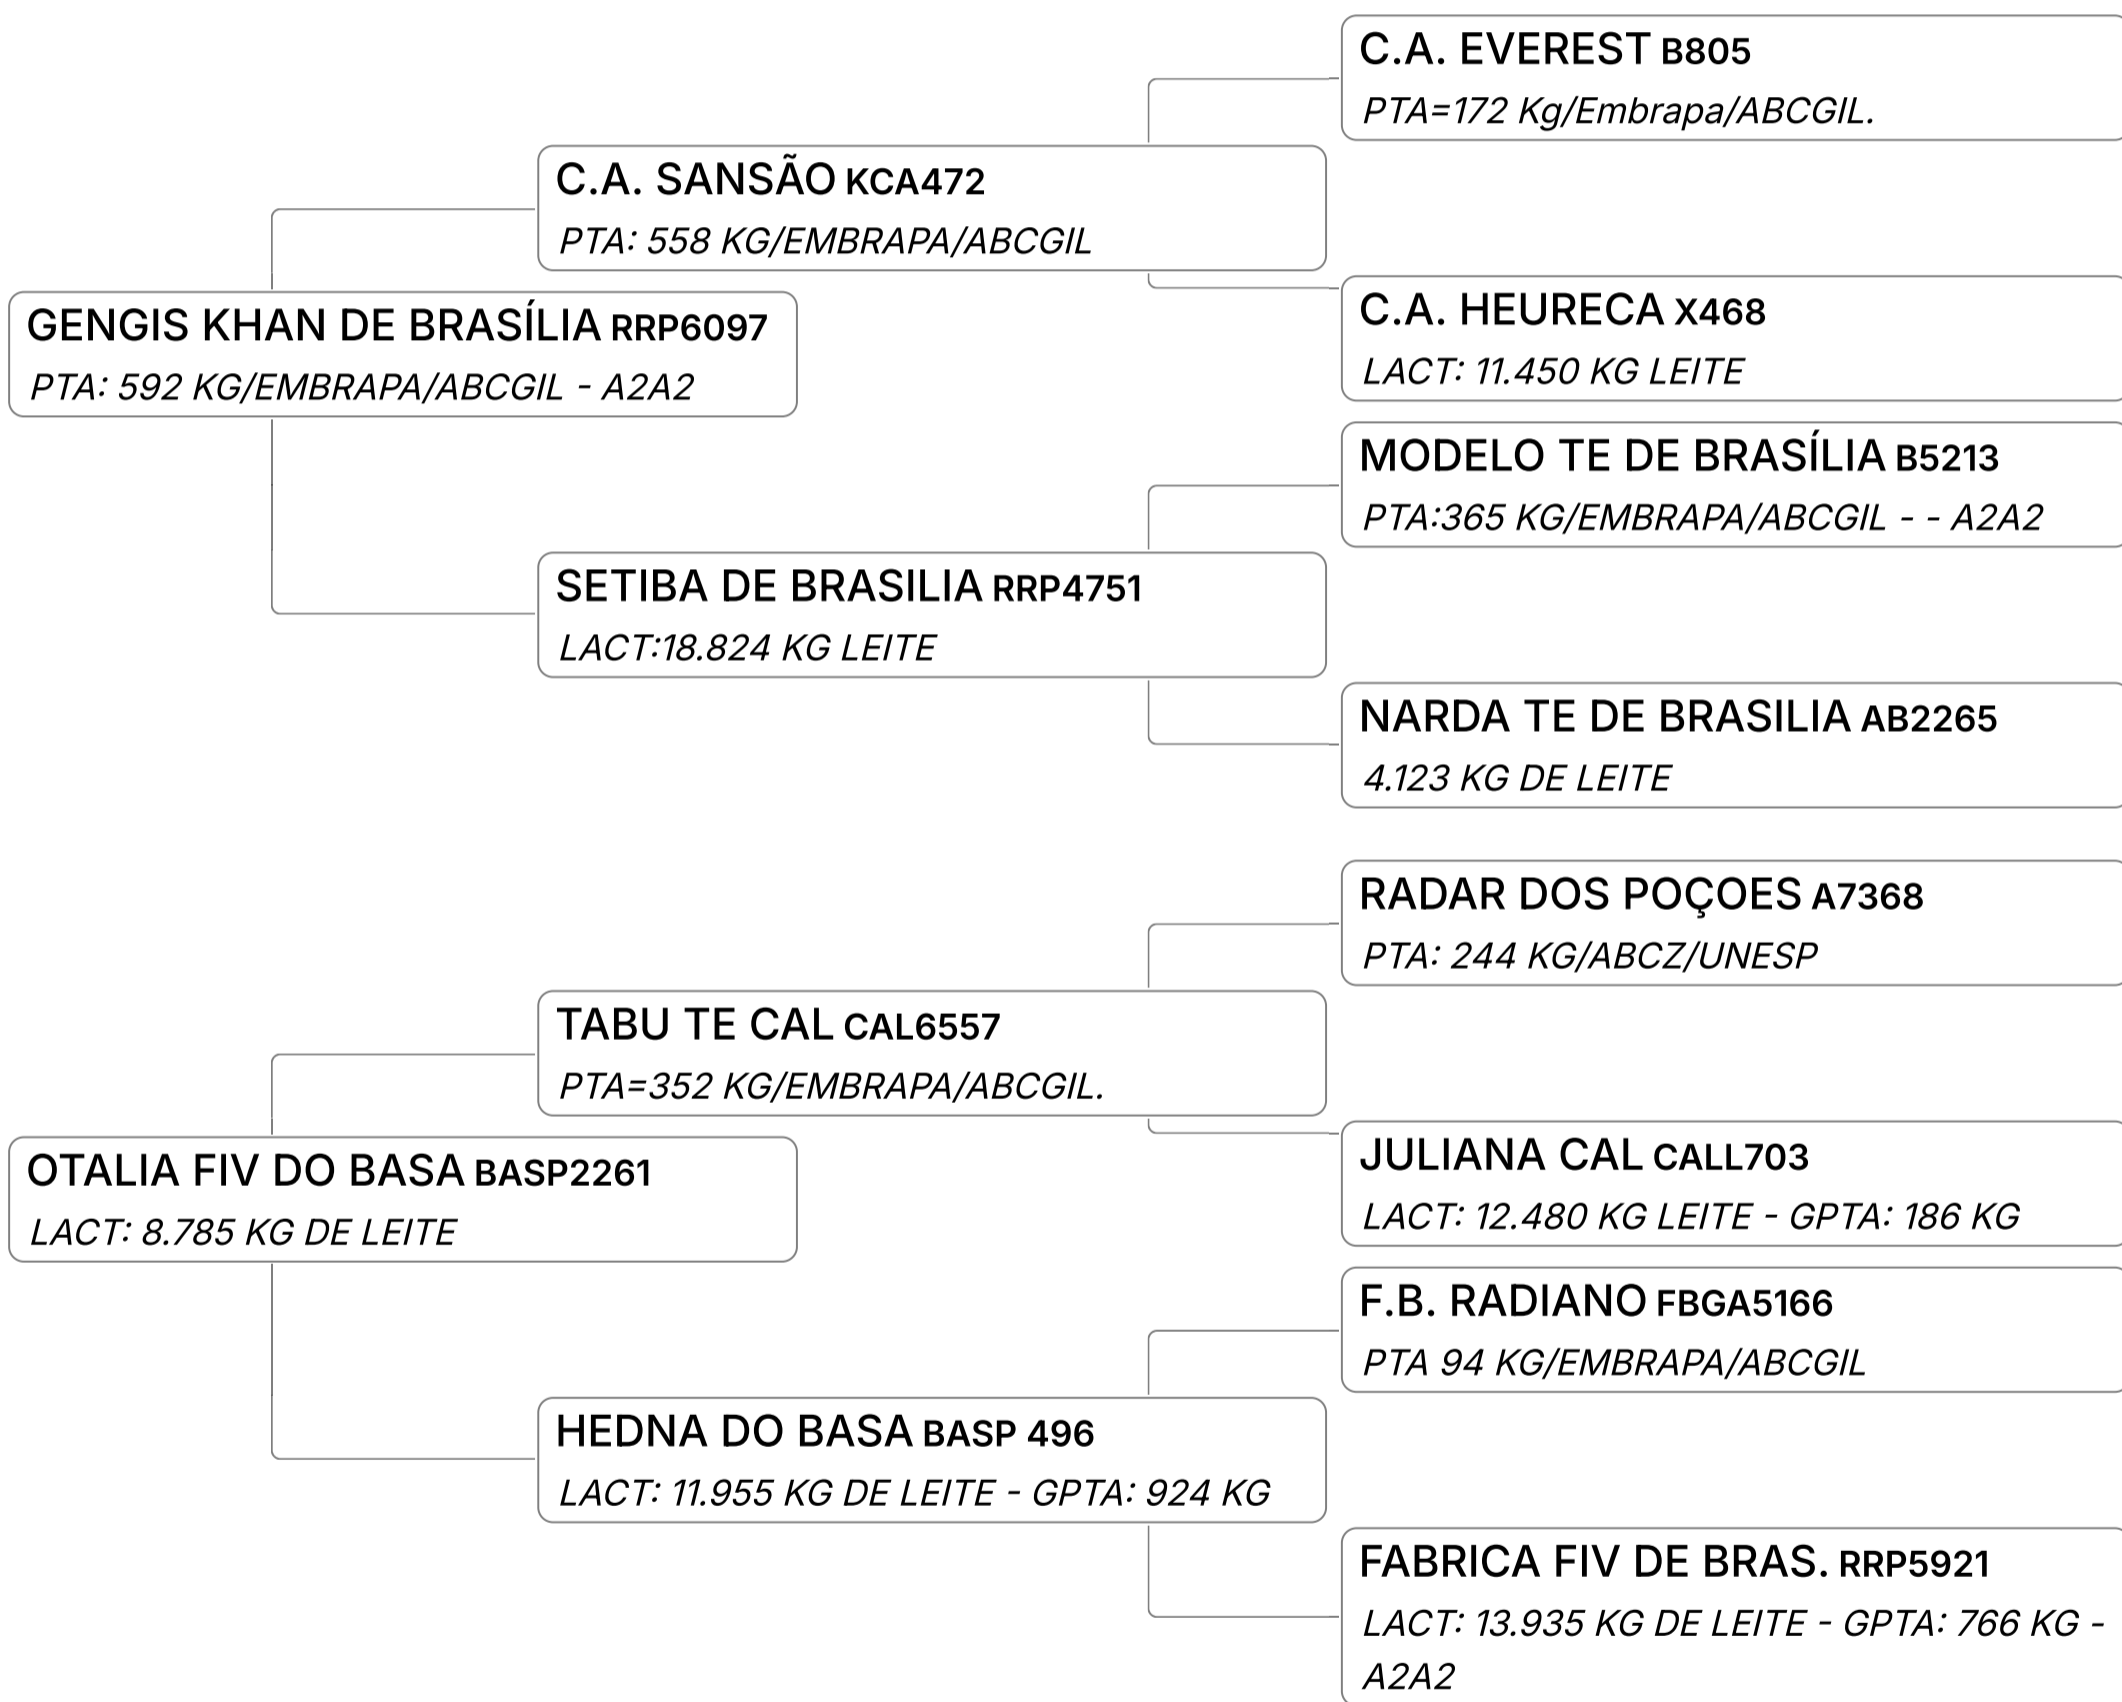 C.A. EVEREST B805
PTA=172 Kg/Embrapa/ABCGIL.
C.A. SANSÃO KCA472
PTA: 558 KG/EMBRAPA/ABCGIL
C.A. HEURECA X468
LACT: 11.450 KG LEITE
GENGIS KHAN DE BRASÍLIA RRP6097
PTA: 592 KG/EMBRAPA/ABCGIL - A2A2
MODELO TE DE BRASÍLIA B5213
PTA:365 KG/EMBRAPA/ABCGIL - - A2A2
SETIBA DE BRASILIA RRP4751
LACT:18.824 KG LEITE
NARDA TE DE BRASILIA AB2265
4.123 KG DE LEITE
RADAR DOS POÇOES A7368
PTA: 244 KG/ABCZ/UNESP
TABU TE CAL CAL6557
PTA=352 KG/EMBRAPA/ABCGIL.
JULIANA CAL CALL703
LACT: 12.480 KG LEITE - GPTA: 186 KG
OTALIA FIV DO BASA BASP2261
LACT: 8.785 KG DE LEITE
F.B. RADIANO FBGA5166
PTA 94 KG/EMBRAPA/ABCGIL
HEDNA DO BASA BASP 496
LACT: 11.955 KG DE LEITE - GPTA: 924 KG
FABRICA FIV DE BRAS. RRP5921
LACT: 13.935 KG DE LEITE - GPTA: 766 KG -
A2A2